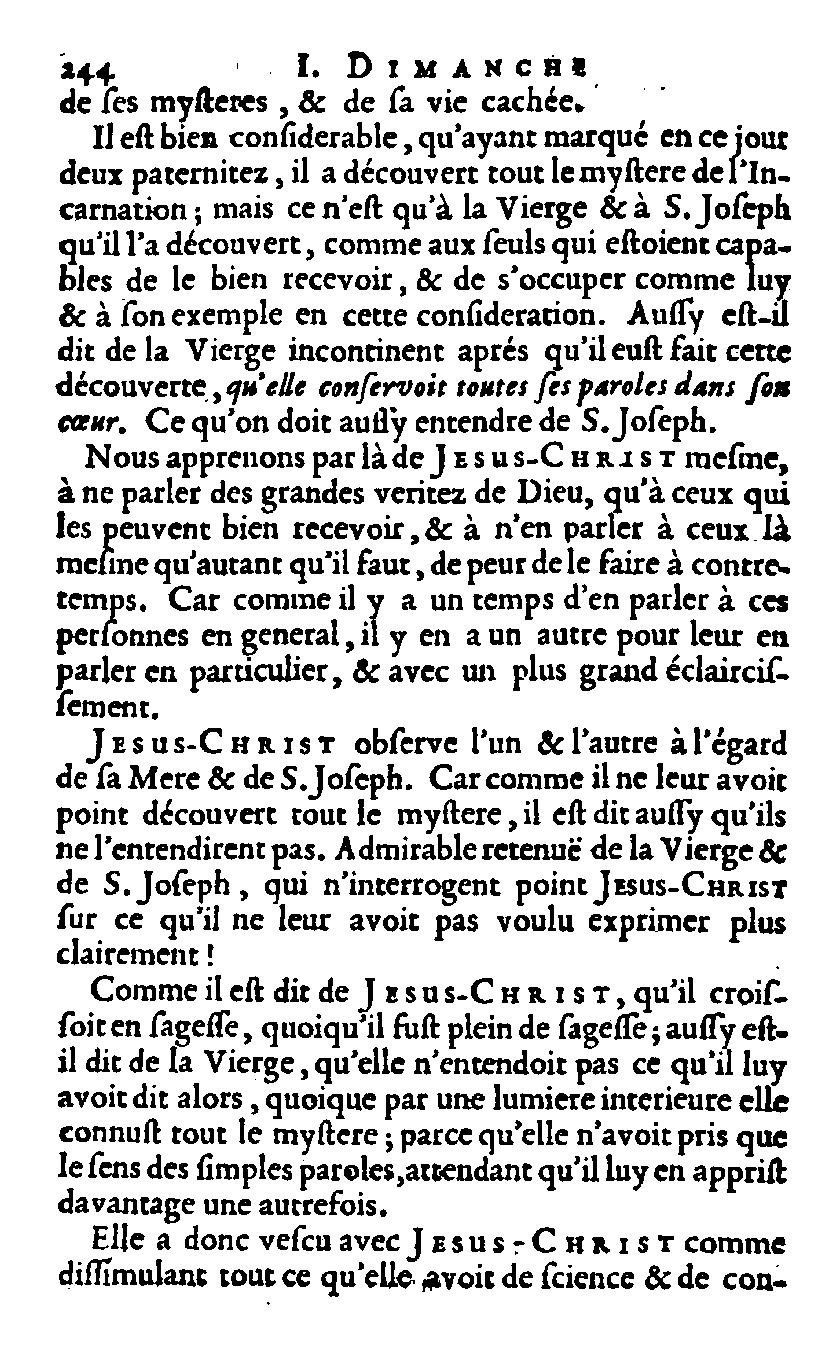 244 I. DIMANCHE
de ſes myſteres , & de ſa vie cachée.
Il eſt bien conſiderable, qu'ayant marqué en ce jour
deux paternitez, il a découvert tout le myſtere de l'In-
carnation ; mais ce n'eſt qu'à la Vierge & à S. Joſeph
qu'il l'a découvert, comme aux ſeuls qui eſtoient capa-
bles de le bien recevoir, & de s'occuper comme luy
& à ſon exemple en cette conſideration. Auſſy eſt-il
dit de la Vierge incontinent aprés qu'il euſt fait cette
découverte, qu'elle conſervoit toutes ſes paroles dans ſon
cœur. Ce qu'on doit auſſy entendre de S. Joſeph.
Nous apprenons par là de JESUS-CHRIST meſme,
à ne parler des grandes veritez de Dieu, qu'à ceux qui
les peuvent bien recevoir, & à n'en parler à ceux là
meſme qu'autant qu'il faut, de peur de le faire à contre-
temps. Car comme il y a un temps d'en parler à ces
perſonnes en general, il y en a un autre pour leur en
parler en particulier, & avec un plus grand éclairciſ-
ſement.
JESUS-CHRIST obſerve l'un & l'autre à l'égard
de ſa Mere & de S. Joſeph. Car comme il ne leur avoit
point découvert tout le myſtere, il eſt dit auſſy qu'ils
ne l'entendirent pas. Admirable retenuë de la Vierge &
de S. Joſeph , qui n'interrogent point JESUS-CHRIST
ſur ce qu'il ne leur avoit pas voulu exprimer plus
clairement !
Comme il eſt dit de JESUS-CHRIST, qu'il croiſ-
ſoit en ſageſſe, quoiqu'il fuſt plein de ſageſſe ; auſſy eſt-
il dit de la Vierge, qu'elle n'entendoit pas ce qu'il luy
avoit dit alors , quoique par une lumiere interieure elle
connuſt tout le myſtere ; parce qu'elle n'avoit pris que
le ſens des ſimples paroles, attendant qu'il luy en appriſt
davantage une autrefois.
Elle a donc veſcu avec JESUS-CHRIST comme
diſſimulant tout ce qu'elle avoit de ſcience & de con-